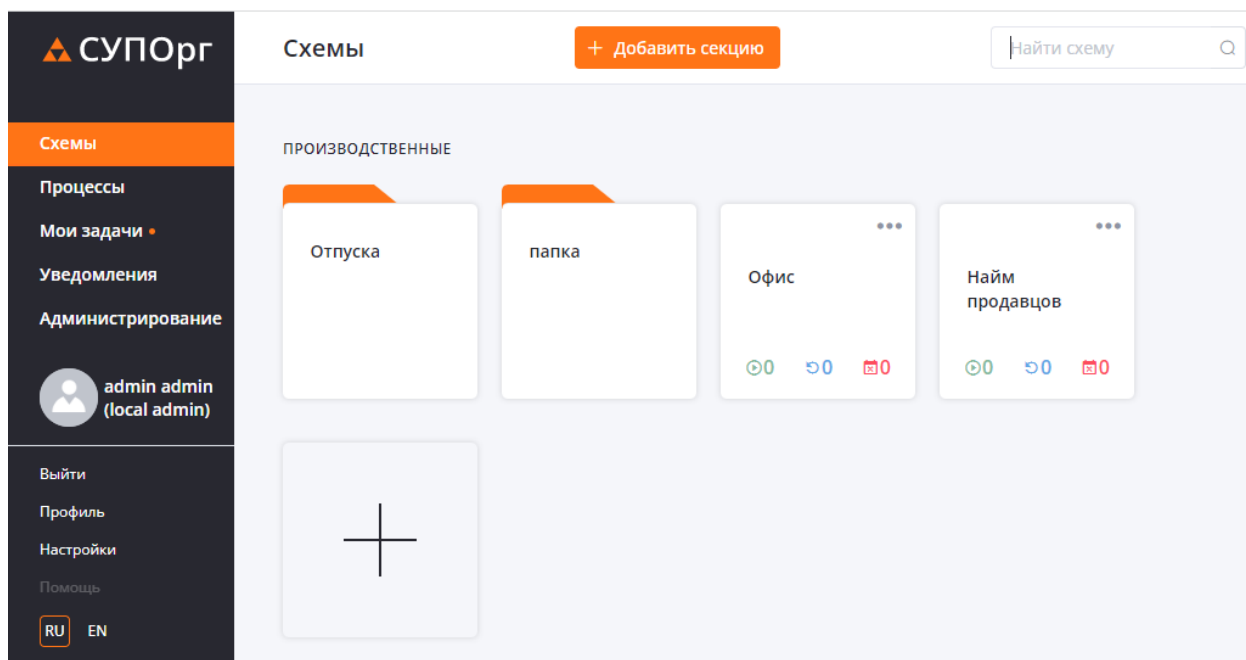 СУПОрг
Схемы
+ Добавить секцию
Найти схему
Схемы
Процессы
Мои задачи
Уведомления
Администрирование
admin admin
(local admin)
Выйти
Профиль
Настройки
Помощь
RU EN
ПРОИЗВОДСТВЕННЫЕ
Отпуска
папка
Офис
0 0 0
Найм
продавцов
0 0 0